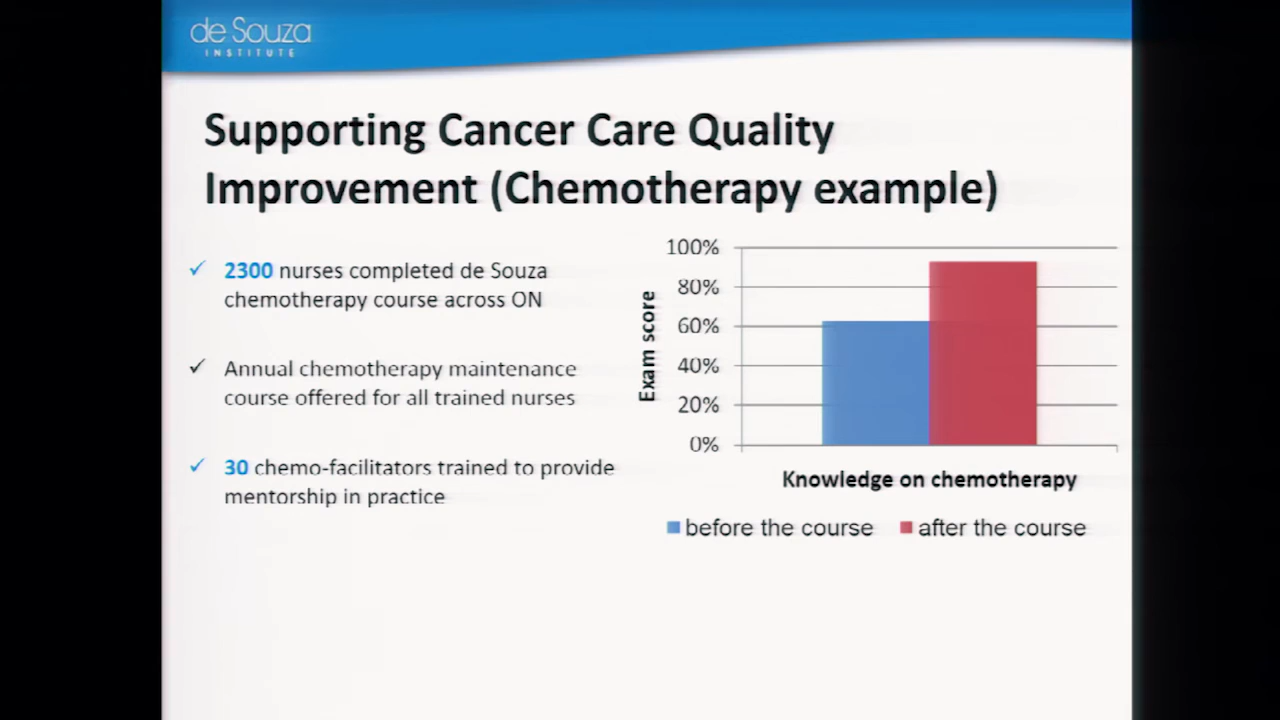 de Souza
INSTITUTE
Supporting Cancer Care Quality
Improvement (Chemotherapy example)
✓ 2300 nurses completed de Souza
chemotherapy course across ON
✓ Annual chemotherapy maintenance
course offered for all trained nurses
✓ 30 chemo-facilitators trained to provide
mentorship in practice
Exam score
100%
80%
60%
40%
20%
0%
Knowledge on chemotherapy
before the course after the course